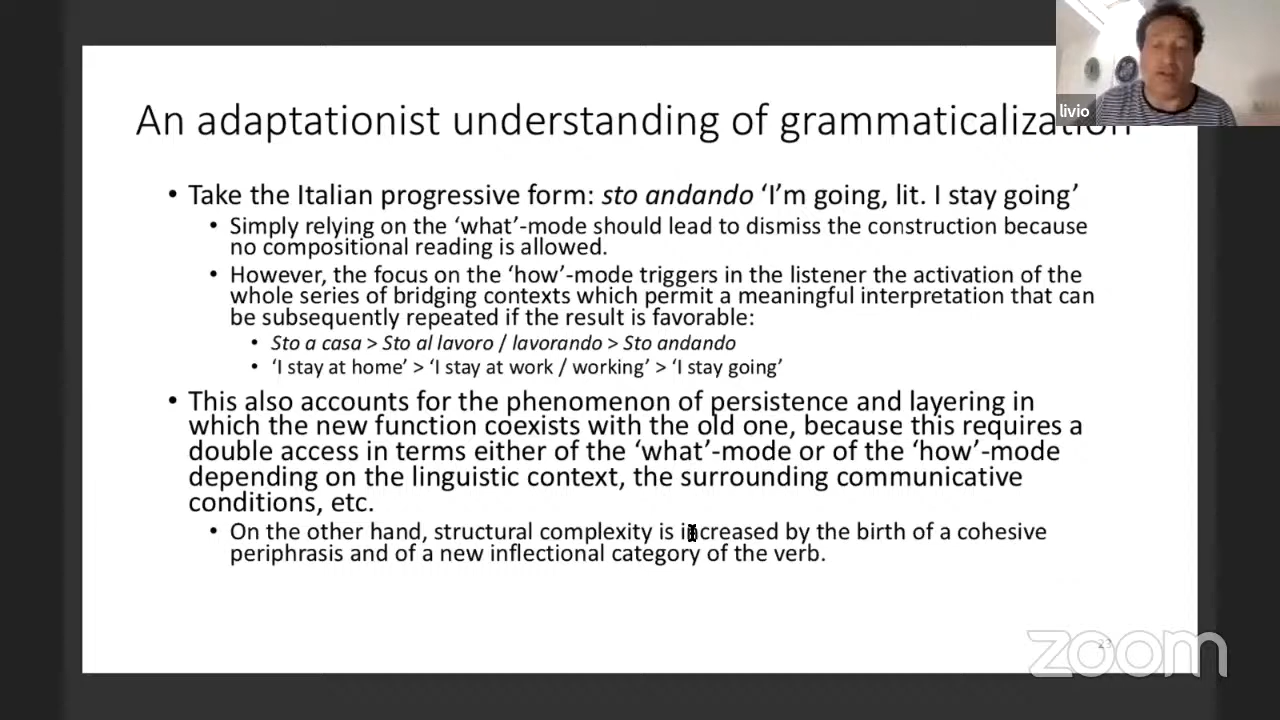 An adaptationist understanding of grammaticalization
livio
• Take the Italian progressive form: sto andando ‘I’m going, lit. I stay going’
• Simply relying on the ‘what’-mode should lead to dismiss the construction because
no compositional reading is allowed.
• However, the focus on the ‘how’-mode triggers in the listener the activation of the
whole series of bridging contexts which permit a meaningful interpretation that can
be subsequently repeated if the result is favorable:
• Sto a casa > Sto al lavoro / lavorando > Sto andando
• ‘I stay at home’ > ‘I stay at work / working’ > ‘I stay going’
• This also accounts for the phenomenon of persistence and layering in
which the new function coexists with the old one, because this requires a
double access in terms either of the ‘what’-mode or of the ‘how’-mode
depending on the linguistic context, the surrounding communicative
conditions, etc.
• On the other hand, structural complexity is increased by the birth of a cohesive
periphrasis and of a new inflectional category of the verb.
zoom